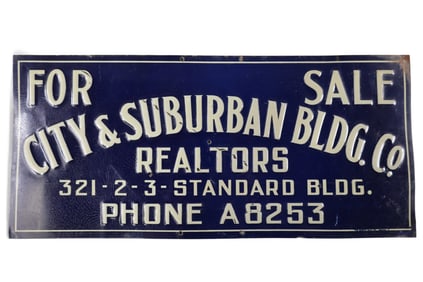 FOR SALE
CITY & SUBURBAN BLDG. CO
REALTORS
321-2-3-STANDARD BLDG.
PHONE A8253